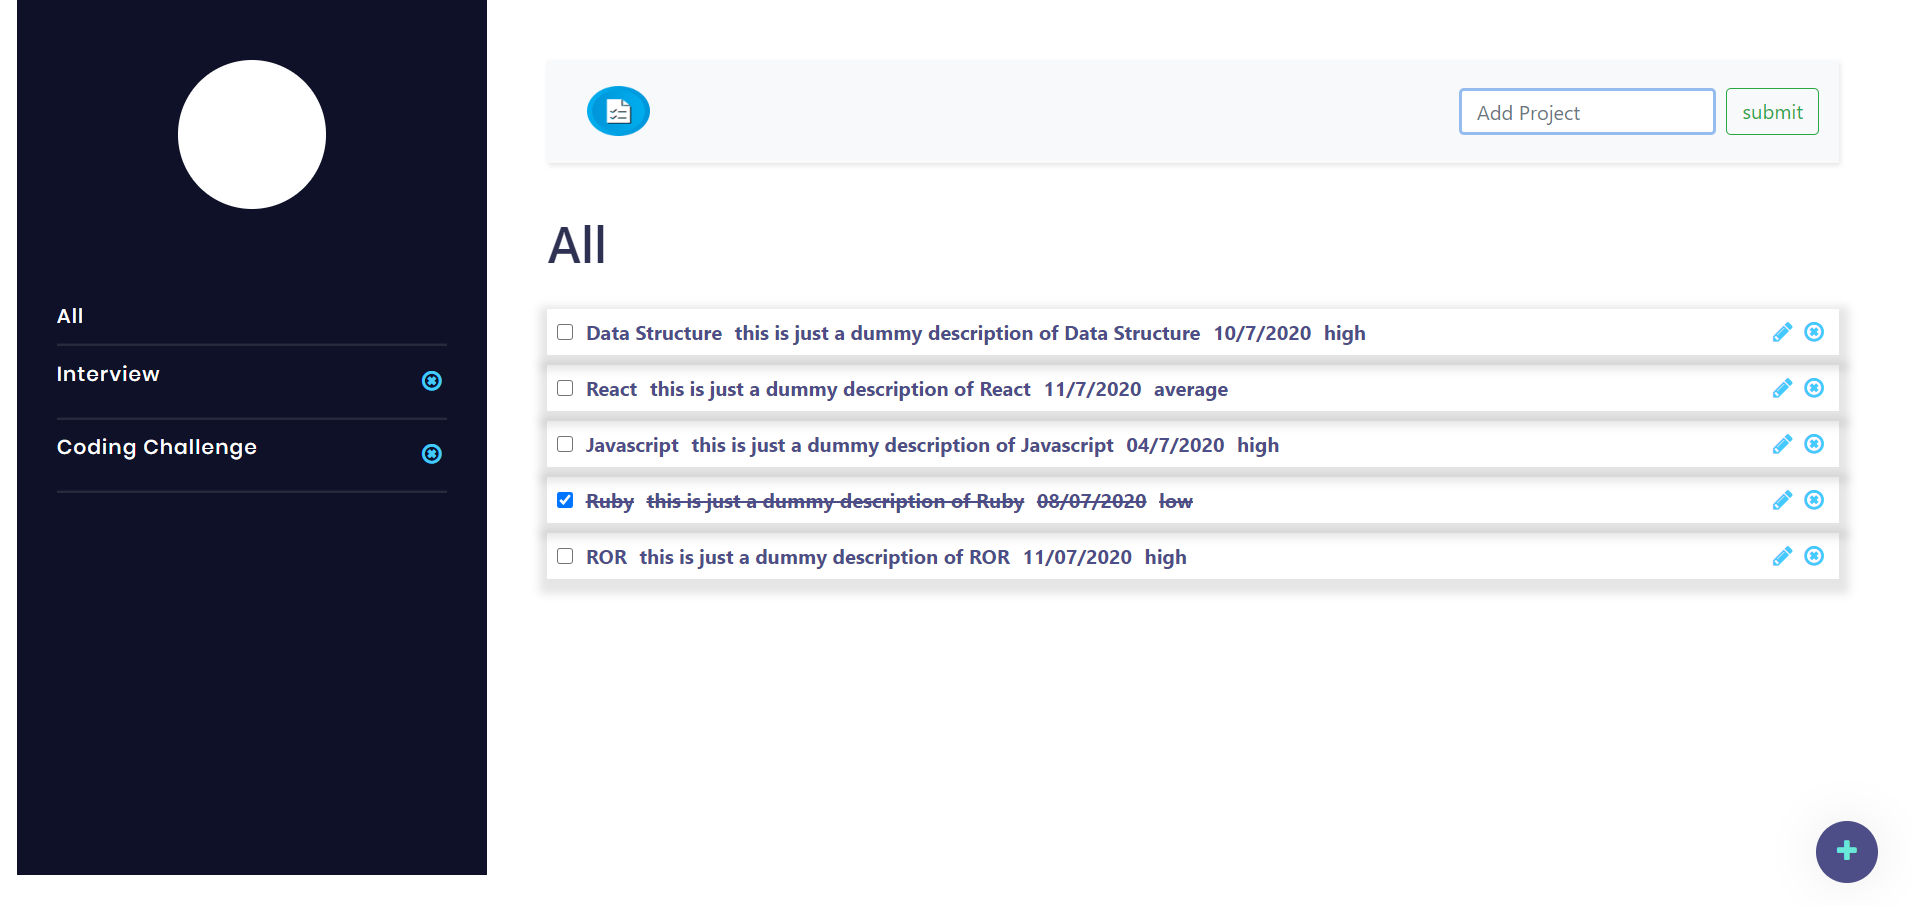 Add Project
submit
All
All
Interview
Coding Challenge
Data Structure this is just a dummy description of Data Structure 10/7/2020 high
React this is just a dummy description of React 11/7/2020 average
Javascript this is just a dummy description of Javascript 04/7/2020 high
Ruby this is just a dummy description of Ruby 08/07/2020 low
ROR this is just a dummy description of ROR 11/07/2020 high